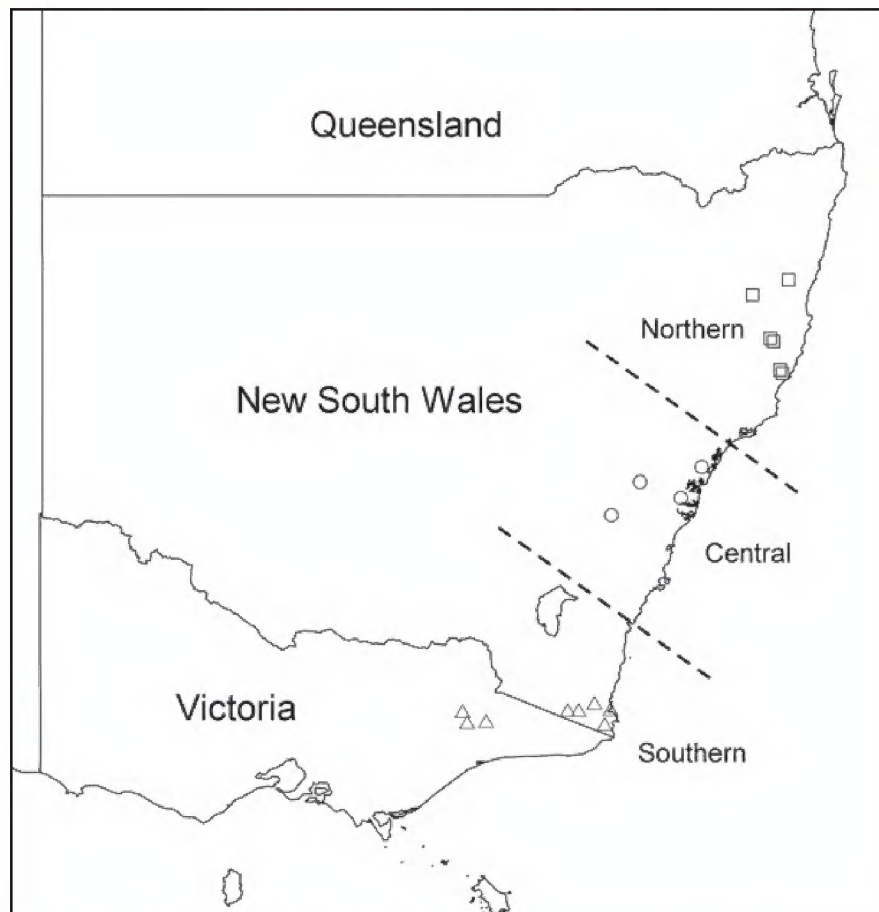 Queensland
Northern
New South Wales
Central
Victoria
Southern